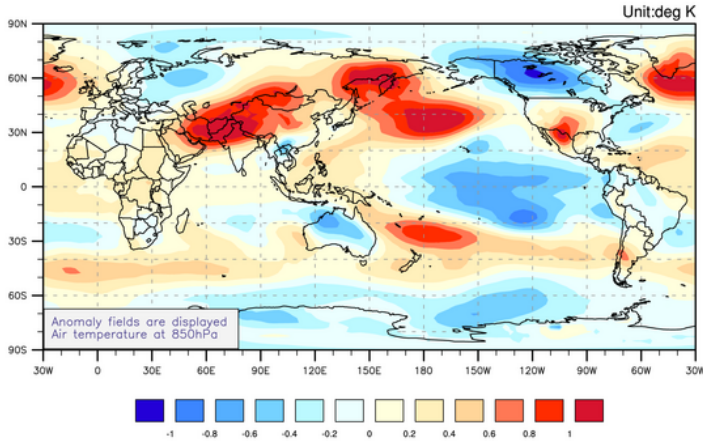 Unit:deg K
90N
60N
30N
0
30S
60S
90S
Anomaly fields are displayed
Air temperature at 850hPa
30W 0 30E 60E 90E 120E 150E 180 150W 120W 90W 60W 30W
-1 -0.8 -0.6 -0.4 -0.2 0 0.2 0.4 0.6 0.8 1